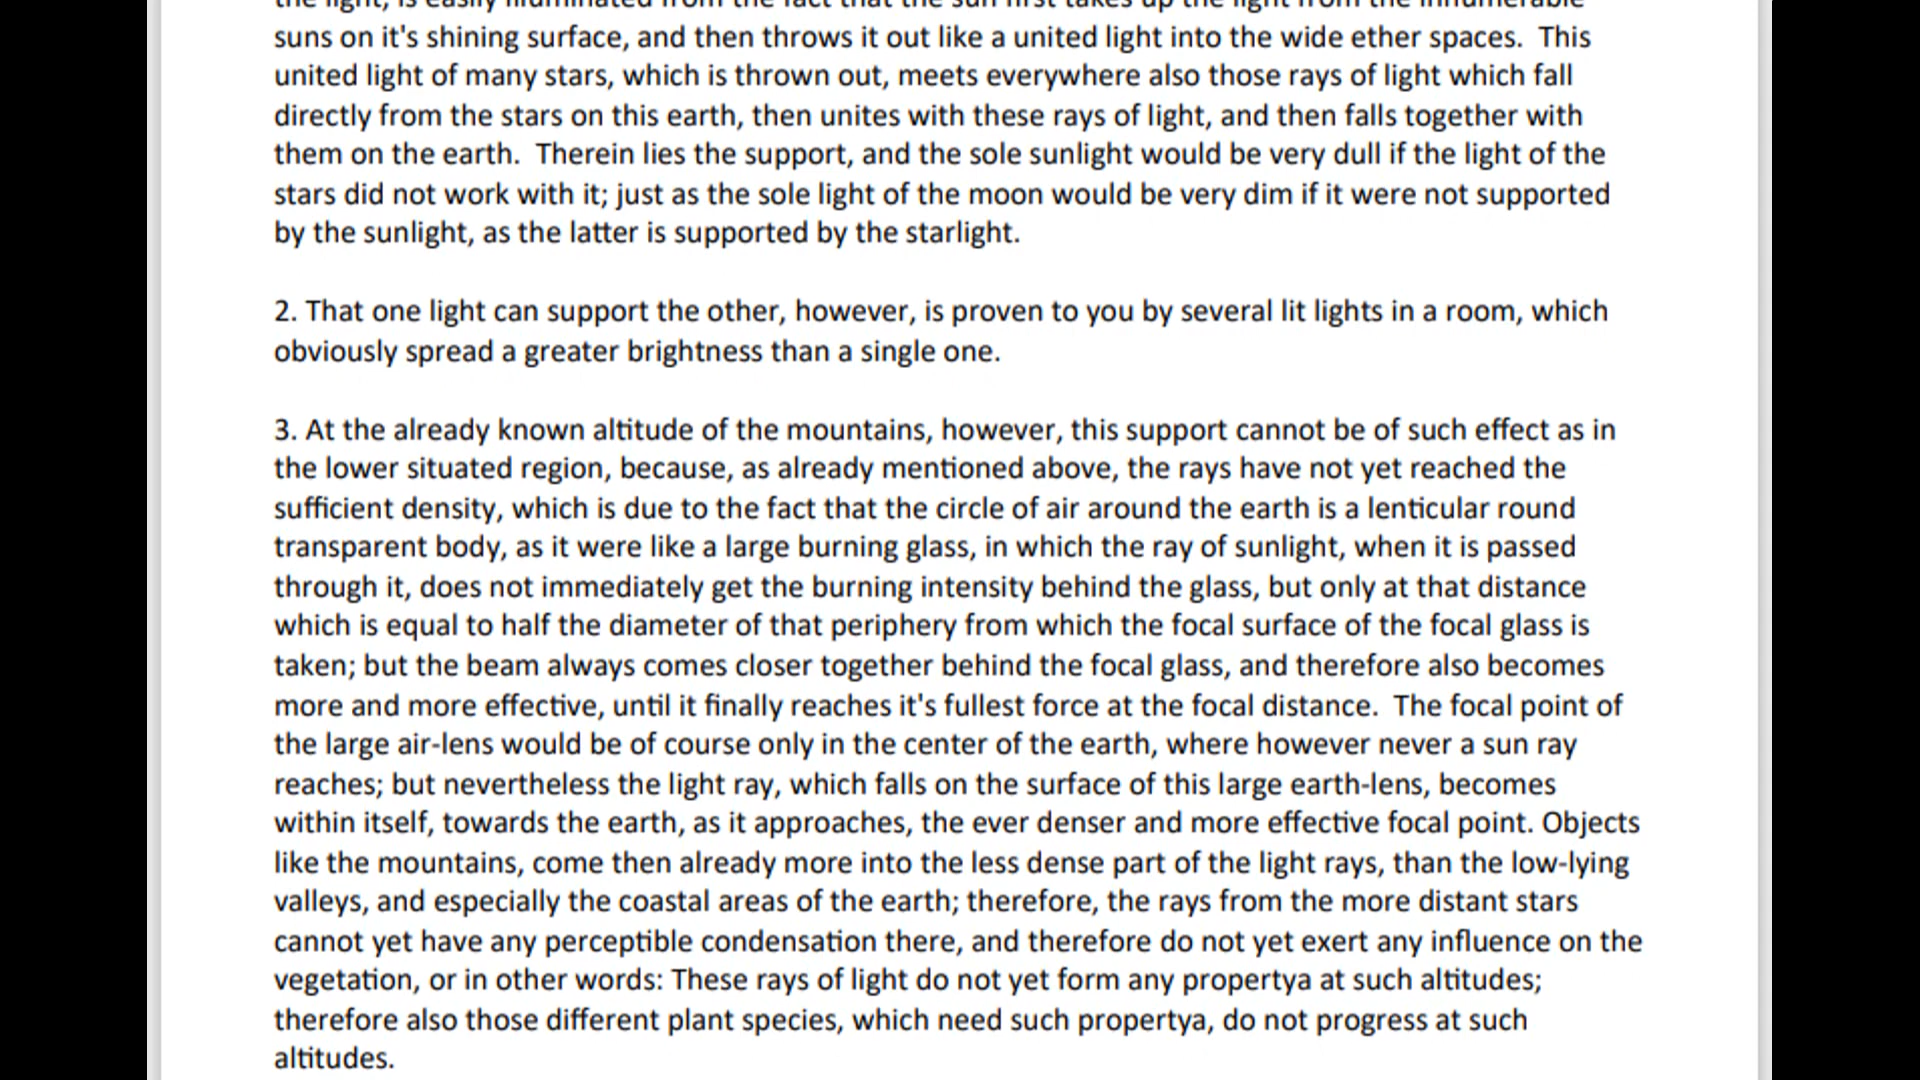 the light, is easily illuminated from the fact that the sun first takes up the light from the innumerable
suns on it's shining surface, and then throws it out like a united light into the wide ether spaces.  This
united light of many stars, which is thrown out, meets everywhere also those rays of light which fall
directly from the stars on this earth, then unites with these rays of light, and then falls together with
them on the earth.  Therein lies the support, and the sole sunlight would be very dull if the light of the
stars did not work with it; just as the sole light of the moon would be very dim if it were not supported
by the sunlight, as the latter is supported by the starlight.
2. That one light can support the other, however, is proven to you by several lit lights in a room, which
obviously spread a greater brightness than a single one.
3. At the already known altitude of the mountains, however, this support cannot be of such effect as in
the lower situated region, because, as already mentioned above, the rays have not yet reached the
sufficient density, which is due to the fact that the circle of air around the earth is a lenticular round
transparent body, as it were like a large burning glass, in which the ray of sunlight, when it is passed
through it, does not immediately get the burning intensity behind the glass, but only at that distance
which is equal to half the diameter of that periphery from which the focal surface of the focal glass is
taken; but the beam always comes closer together behind the focal glass, and therefore also becomes
more and more effective, until it finally reaches it's fullest force at the focal distance.  The focal point of
the large air-lens would be of course only in the center of the earth, where however never a sun ray
reaches; but nevertheless the light ray, which falls on the surface of this large earth-lens, becomes
within itself, towards the earth, as it approaches, the ever denser and more effective focal point. Objects
like the mountains, come then already more into the less dense part of the light rays, than the low-lying
valleys, and especially the coastal areas of the earth; therefore, the rays from the more distant stars
cannot yet have any perceptible condensation there, and therefore do not yet exert any influence on the
vegetation, or in other words: These rays of light do not yet form any propertya at such altitudes;
therefore also those different plant species, which need such propertya, do not progress at such
altitudes.